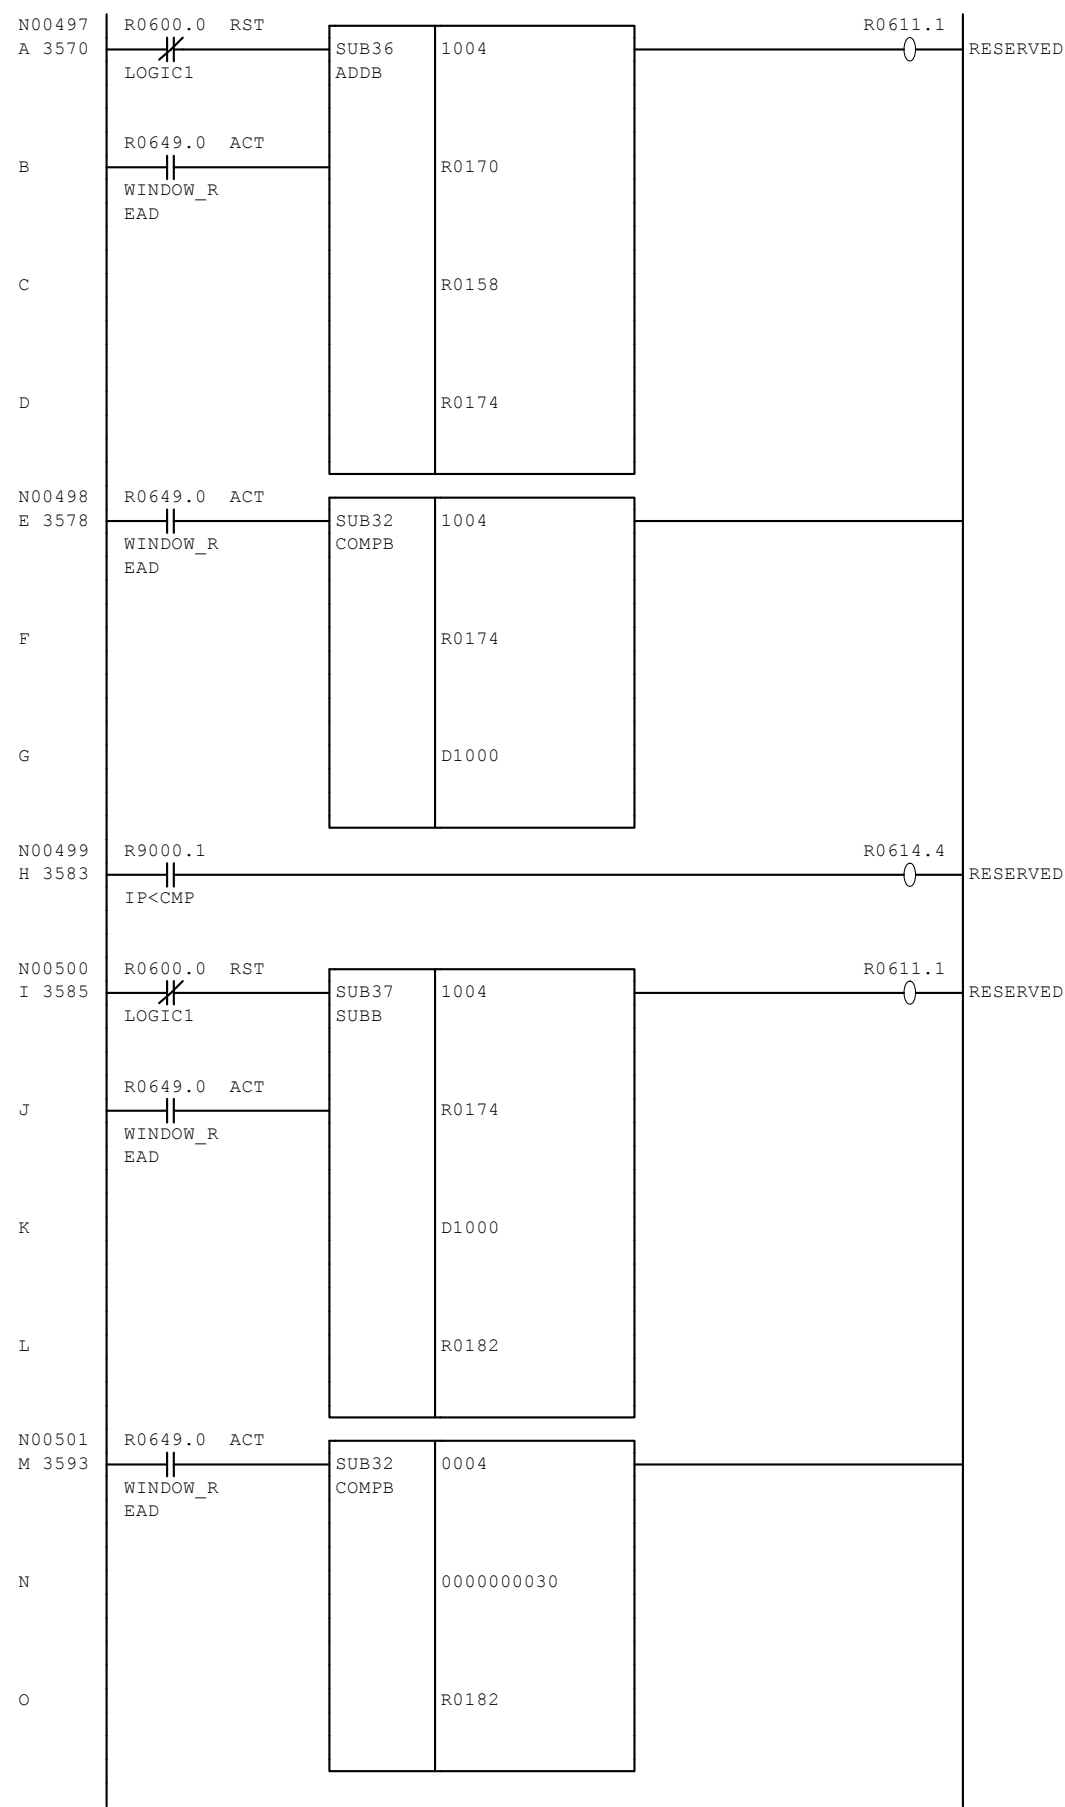 N00497 R0600.0 RST R0611.1
A 3570 SUB36 1004 RESERVED
LOGIC1 ADDB
R0649.0 ACT
B R0170
WINDOW_R
EAD
C R0158
D R0174
N00498 R0649.0 ACT
E 3578 SUB32 1004
WINDOW_R COMPB
EAD
F R0174
G D1000
N00499 R9000.1 R0614.4
H 3583 RESERVED
IP<CMP
N00500 R0600.0 RST R0611.1
I 3585 SUB37 1004 RESERVED
LOGIC1 SUBB
R0649.0 ACT
J R0174
WINDOW_R
EAD
K D1000
L R0182
N00501 R0649.0 ACT
M 3593 SUB32 0004
WINDOW_R COMPB
EAD
N 0000000030
O R0182